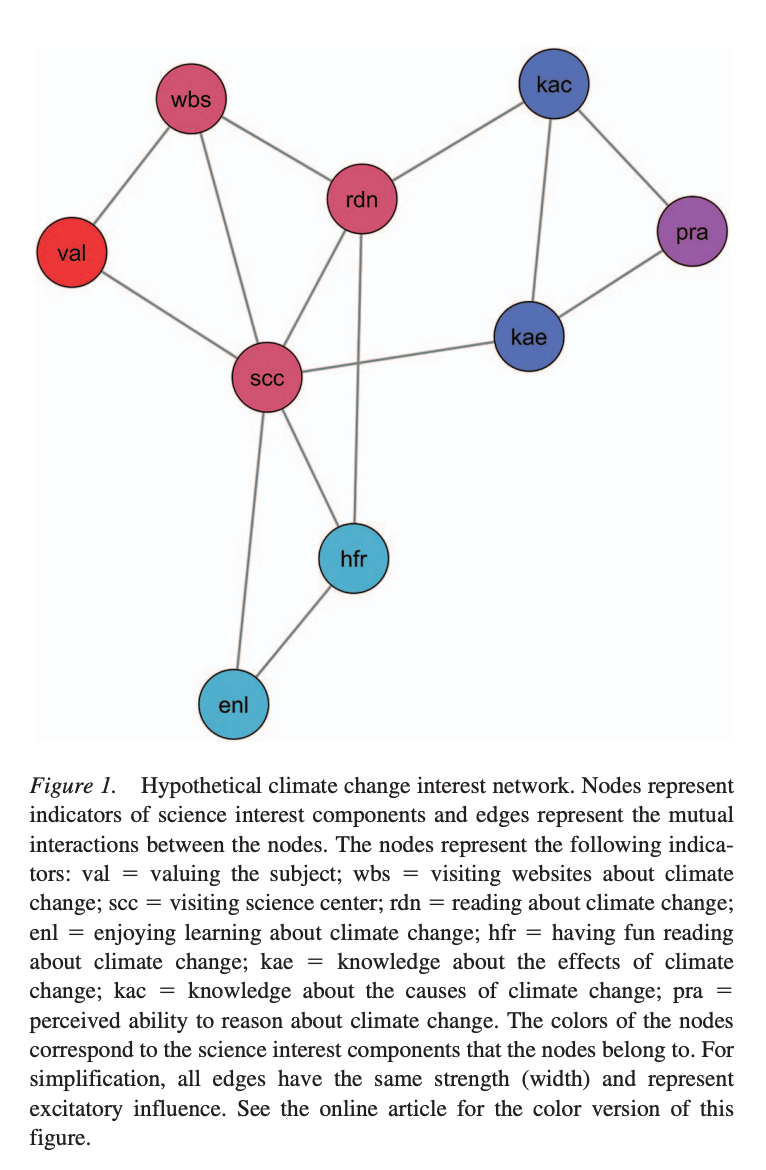 kac
wbs
rdn
pra
val
kae
scc
hfr
enl
Figure 1. Hypothetical climate change interest network. Nodes represent
indicators of science interest components and edges represent the mutual
interactions between the nodes. The nodes represent the following indica-
tors: val = valuing the subject; wbs = visiting websites about climate
change; scc = visiting science center; rdn = reading about climate change;
enl = enjoying learning about climate change; hfr = having fun reading
about climate change; kae = knowledge about the effects of climate
change; kac = knowledge about the causes of climate change; pra =
perceived ability to reason about climate change. The colors of the nodes
correspond to the science interest components that the nodes belong to. For
simplification, all edges have the same strength (width) and represent
excitatory influence. See the online article for the color version of this
figure.